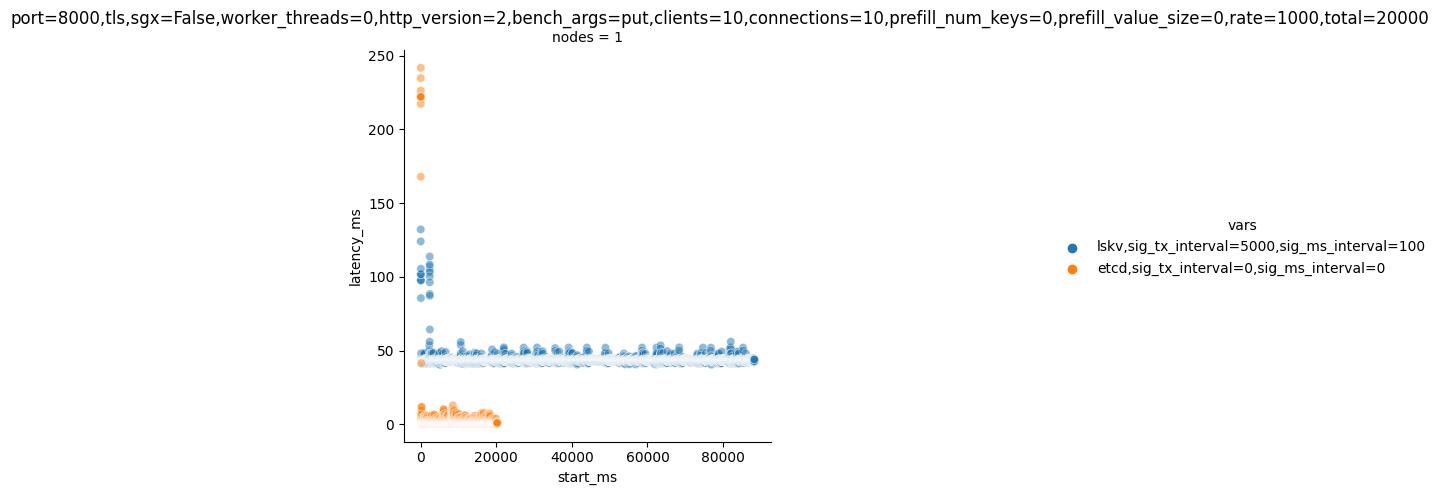 port=8000,tls,sgx=False,worker_threads=0,http_version=2,bench_args=put,clients=10,connections=10,prefill_num_keys=0,prefill_value_size=0,rate=1000,total=20000
nodes = 1
250
200
150
100
50
0
latency_ms
0
20000
40000
60000
80000
start_ms
vars
lskv,sig_tx_interval=5000,sig_ms_interval=100
etcd,sig_tx_interval=0,sig_ms_interval=0